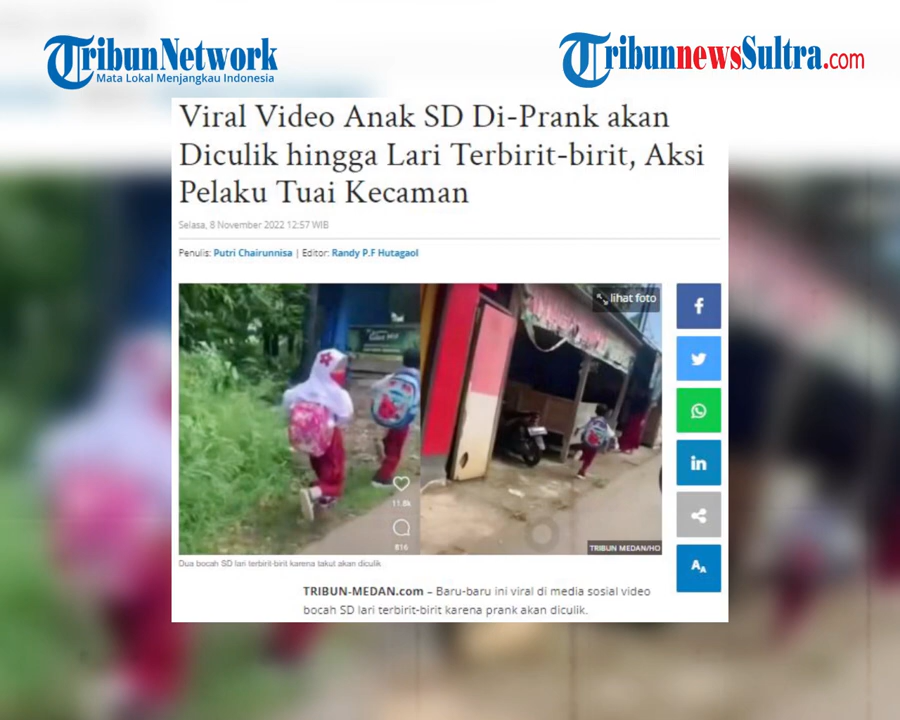 TribunNetwork
Mata Lokal Menjangkau Indonesia
TribunnewsSultra.com
Viral Video Anak SD Di-Prank akan
Diculik hingga Lari Terbirit-birit, Aksi
Pelaku Tuai Kecaman
Selasa, 8 November 2022 12:57 WIB
Penulis: Putri Chairunnisa | Editor: Randy P.F Hutagaol
lihat foto
11.8k
816
TRIBUN MEDAN/HO
Dua bocah SD lari terbirit-birit karena takut akan diculik
TRIBUN-MEDAN.com – Baru-baru ini viral di media sosial video
bocah SD lari terbirit-birit karena prank akan diculik.
f
in
AA